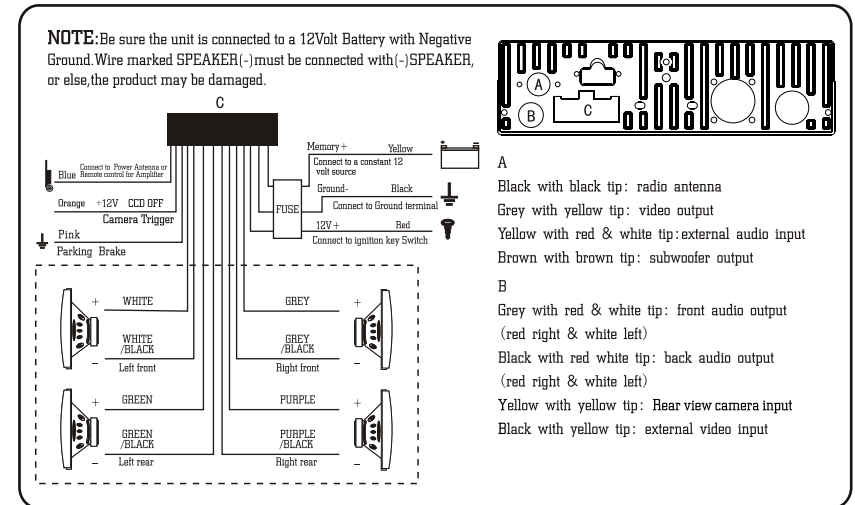 NOTE:Be sure the unit is connected to a 12Volt Battery with Negative
Ground.Wire marked SPEAKER(-)must be connected with(-)SPEAKER,
or else,the product may be damaged.
C
Blue
Connect to Power Antenna or
Remote control for Amplifier
Orange +12V CCD OFF
Camera Trigger
Pink
Parking Brake
FUSE
Memory+ Yellow
Connect to a constant 12
volt source
+ −
Ground- Black
Connect to Ground terminal
12V+ Red
Connect to ignition key Switch
+ WHITE
WHITE
/BLACK
−
Left front
GREY +
GREY
/BLACK
−
Right front
+ GREEN
GREEN
/BLACK
−
Left rear
PURPLE +
PURPLE
/BLACK
−
Right rear
A
B
C
A
Black with black tip: radio antenna
Grey with yellow tip: video output
Yellow with red & white tip:external audio input
Brown with brown tip: subwoofer output
B
Grey with red & white tip: front audio output
(red right & white left)
Black with red white tip: back audio output
(red right & white left)
Yellow with yellow tip: Rear view camera input
Black with yellow tip: external video input